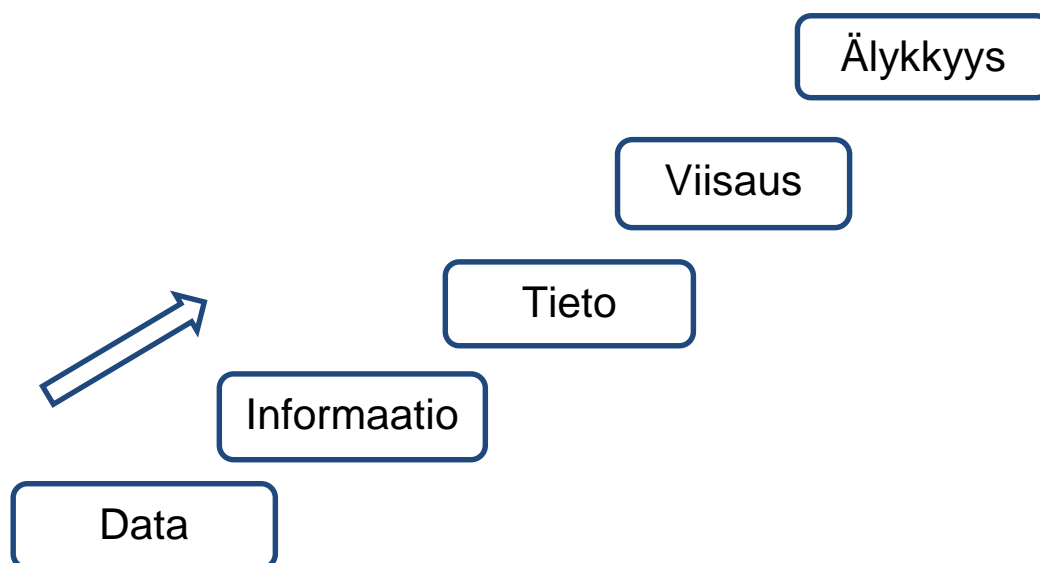 Älykkyys
Viisaus
Tieto
Informaatio
Data